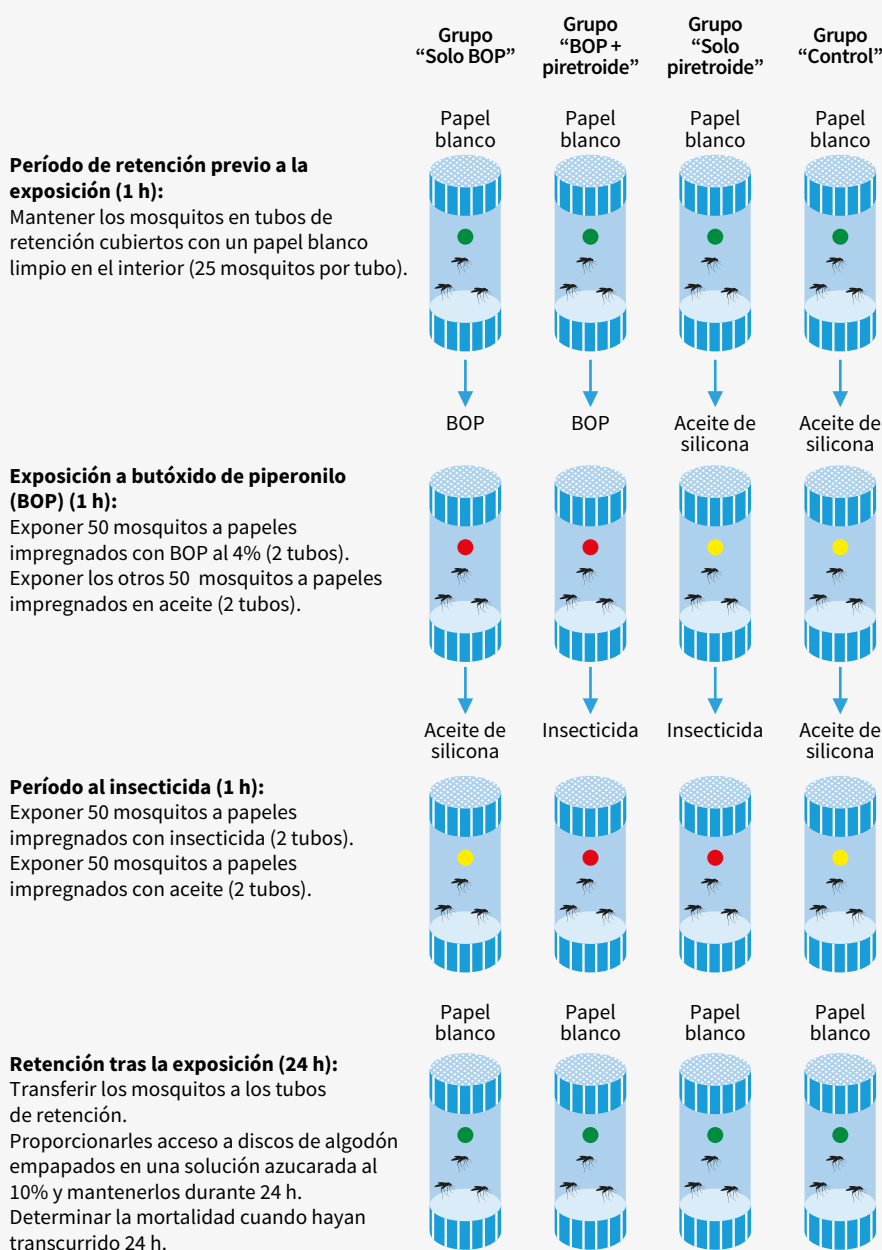 Grupo
“Solo BOP”
Grupo
“BOP +
piretroide”
Grupo
“Solo
piretroide”
Grupo
“Control”
Papel
blanco
Papel
blanco
Papel
blanco
Papel
blanco
Período de retención previo a la
exposición (1 h):
Mantener los mosquitos en tubos de
retención cubiertos con un papel blanco
limpio en el interior (25 mosquitos por tubo).
BOP
BOP
Aceite de
silicona
Aceite de
silicona
Exposición a butóxido de piperonilo
(BOP) (1 h):
Exponer 50 mosquitos a papeles
impregnados con BOP al 4% (2 tubos).
Exponer los otros 50 mosquitos a papeles
impregnados en aceite (2 tubos).
Aceite de
silicona
Insecticida
Insecticida
Aceite de
silicona
Período al insecticida (1 h):
Exponer 50 mosquitos a papeles
impregnados con insecticida (2 tubos).
Exponer 50 mosquitos a papeles
impregnados con aceite (2 tubos).
Papel
blanco
Papel
blanco
Papel
blanco
Papel
blanco
Retención tras la exposición (24 h):
Transferir los mosquitos a los tubos
de retención.
Proporcionarles acceso a discos de algodón
empapados en una solución azucarada al
10% y mantenerlos durante 24 h.
Determinar la mortalidad cuando hayan
transcurrido 24 h.